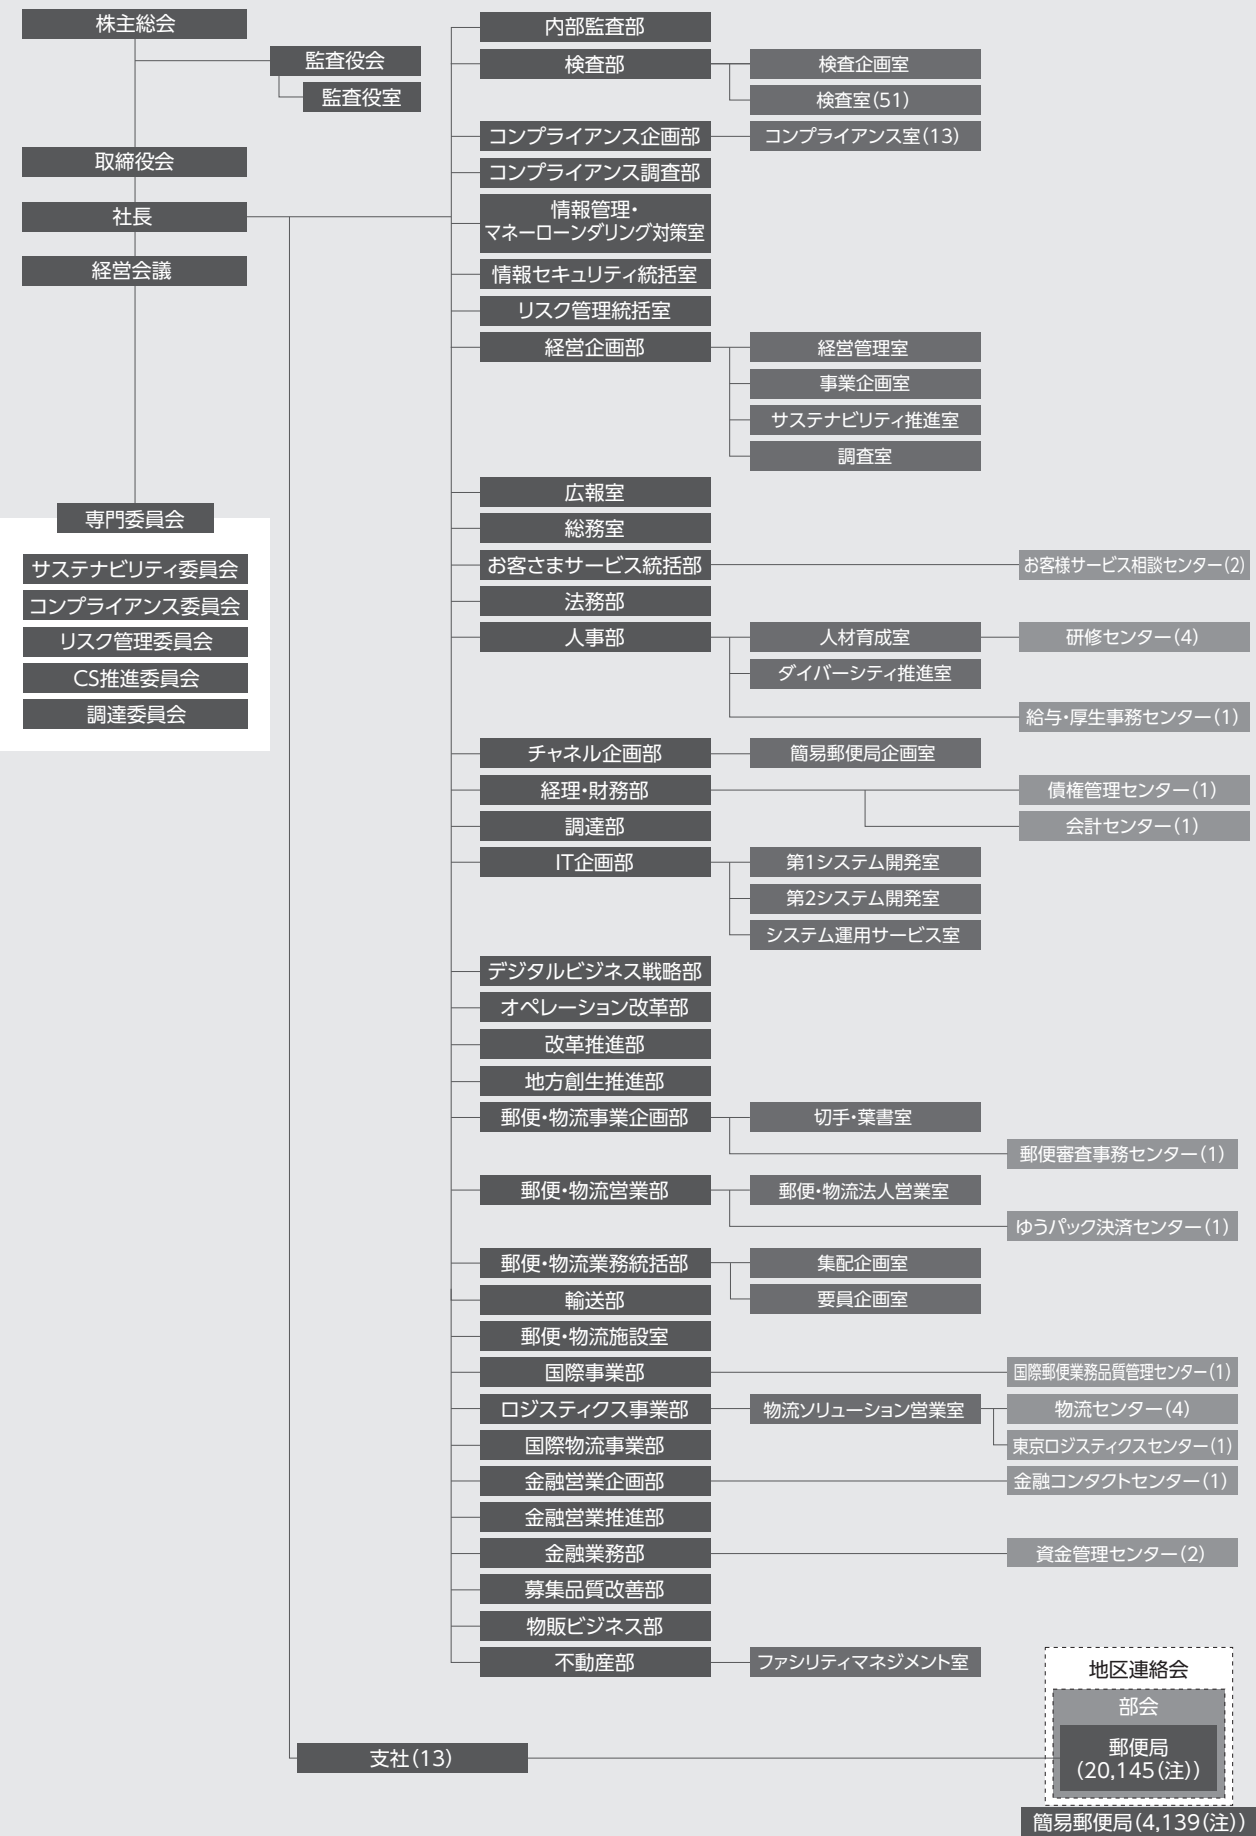 株主総会
監査役会
監査役室
取締役会
社長
経営会議
専門委員会
サステナビリティ委員会
コンプライアンス委員会
リスク管理委員会
CS推進委員会
調達委員会
内部監査部
検査部
検査企画室
検査室(51)
コンプライアンス企画部
コンプライアンス室(13)
コンプライアンス調査部
情報管理・
マネーローンダリング対策室
情報セキュリティ統括室
リスク管理統括室
経営企画部
経営管理室
事業企画室
サステナビリティ推進室
調査室
広報室
総務室
お客さまサービス統括部
お客様サービス相談センター(2)
法務部
人事部
人材育成室
研修センター(4)
ダイバーシティ推進室
給与・厚生事務センター(1)
チャネル企画部
簡易郵便局企画室
経理・財務部
債権管理センター(1)
会計センター(1)
調達部
IT企画部
第1システム開発室
第2システム開発室
システム運用サービス室
デジタルビジネス戦略部
オペレーション改革部
改革推進部
地方創生推進部
郵便・物流事業企画部
切手・葉書室
郵便審査事務センター(1)
郵便・物流営業部
郵便・物流法人営業室
ゆうパック決済センター(1)
郵便・物流業務統括部
集配企画室
要員企画室
輸送部
郵便・物流施設室
国際事業部
国際郵便業務品質管理センター(1)
ロジスティクス事業部
物流ソリューション営業室
物流センター(4)
東京ロジスティクスセンター(1)
国際物流事業部
金融営業企画部
金融コンタクトセンター(1)
金融営業推進部
金融業務部
資金管理センター(2)
募集品質改善部
物販ビジネス部
不動産部
ファシリティマネジメント室
支社(13)
地区連絡会
部会
郵便局
(20,145(注))
簡易郵便局(4,139(注))